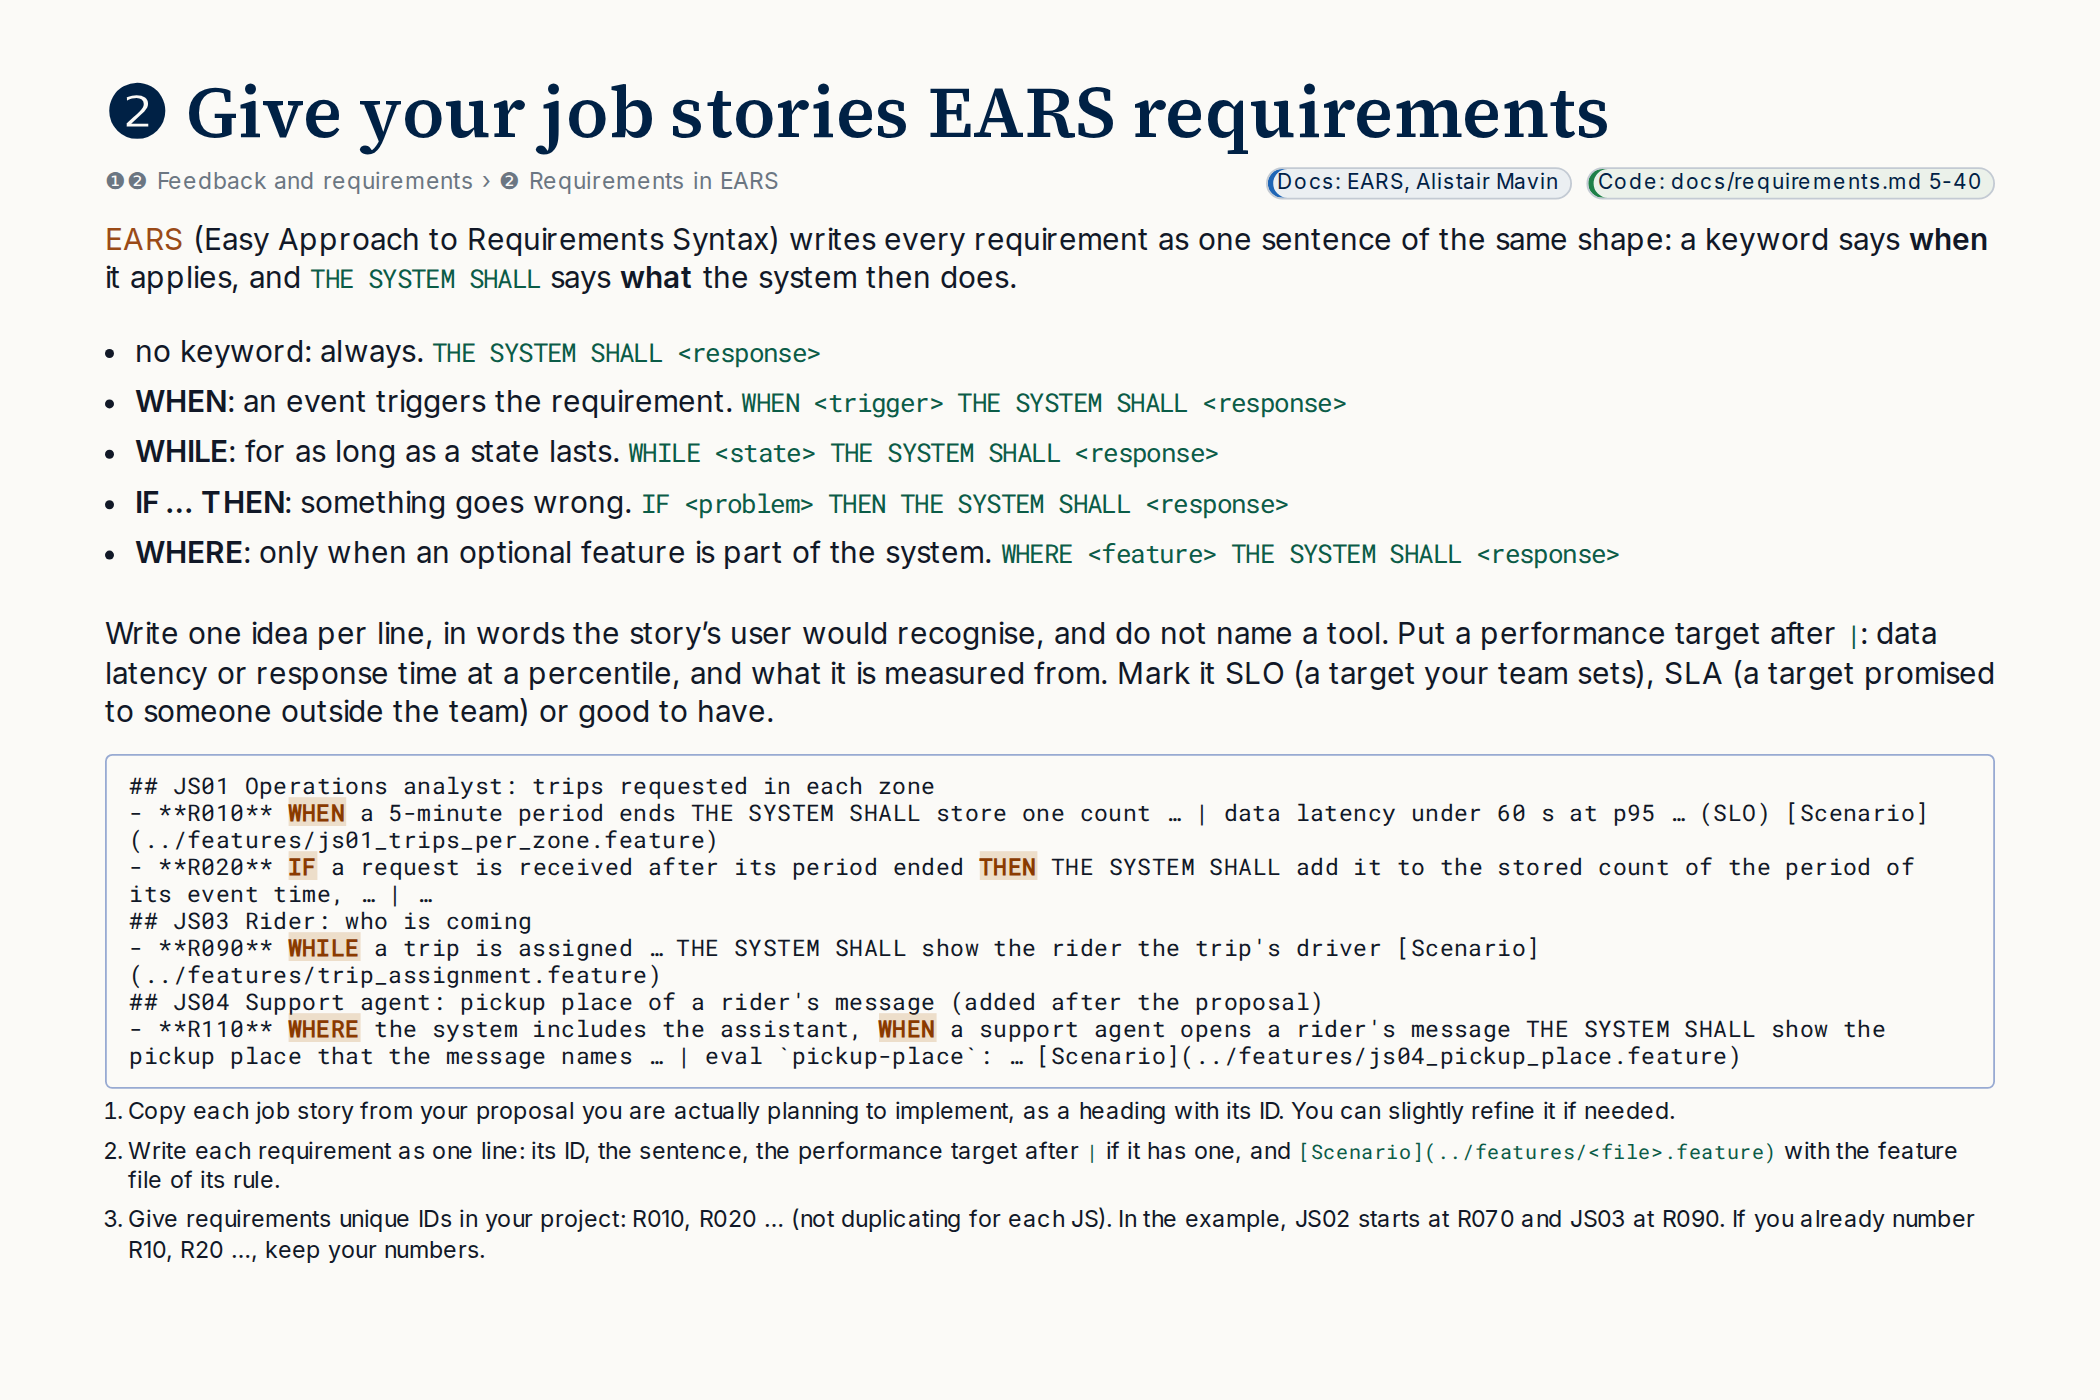 ❷ Give your job stories EARS requirements
❶❷ Feedback and requirements › ❷ Requirements in EARS
Docs: EARS, Alistair Mavin
Code: docs/requirements.md 5-40
EARS (Easy Approach to Requirements Syntax) writes every requirement as one sentence of the same shape: a keyword says when
it applies, and THE SYSTEM SHALL says what the system then does.
• no keyword: always. THE SYSTEM SHALL <response>
• WHEN: an event triggers the requirement. WHEN <trigger> THE SYSTEM SHALL <response>
• WHILE: for as long as a state lasts. WHILE <state> THE SYSTEM SHALL <response>
• IF … THEN: something goes wrong. IF <problem> THEN THE SYSTEM SHALL <response>
• WHERE: only when an optional feature is part of the system. WHERE <feature> THE SYSTEM SHALL <response>
Write one idea per line, in words the story’s user would recognise, and do not name a tool. Put a performance target after |: data
latency or response time at a percentile, and what it is measured from. Mark it SLO (a target your team sets), SLA (a target promised
to someone outside the team) or good to have.
## JS01 Operations analyst: trips requested in each zone
- **R010** WHEN a 5-minute period ends THE SYSTEM SHALL store one count … | data latency under 60 s at p95 … (SLO) [Scenario]
(../features/js01_trips_per_zone.feature)
- **R020** IF a request is received after its period ended THEN THE SYSTEM SHALL add it to the stored count of the period of
its event time, … | …
## JS03 Rider: who is coming
- **R090** WHILE a trip is assigned … THE SYSTEM SHALL show the rider the trip's driver [Scenario]
(../features/trip_assignment.feature)
## JS04 Support agent: pickup place of a rider's message (added after the proposal)
- **R110** WHERE the system includes the assistant, WHEN a support agent opens a rider's message THE SYSTEM SHALL show the
pickup place that the message names … | eval `pickup-place`: … [Scenario](../features/js04_pickup_place.feature)
1. Copy each job story from your proposal you are actually planning to implement, as a heading with its ID. You can slightly refine it if needed.
2. Write each requirement as one line: its ID, the sentence, the performance target after | if it has one, and [Scenario](../features/<file>.feature) with the feature
file of its rule.
3. Give requirements unique IDs in your project: R010, R020 … (not duplicating for each JS). In the example, JS02 starts at R070 and JS03 at R090. If you already number
R10, R20 …, keep your numbers.